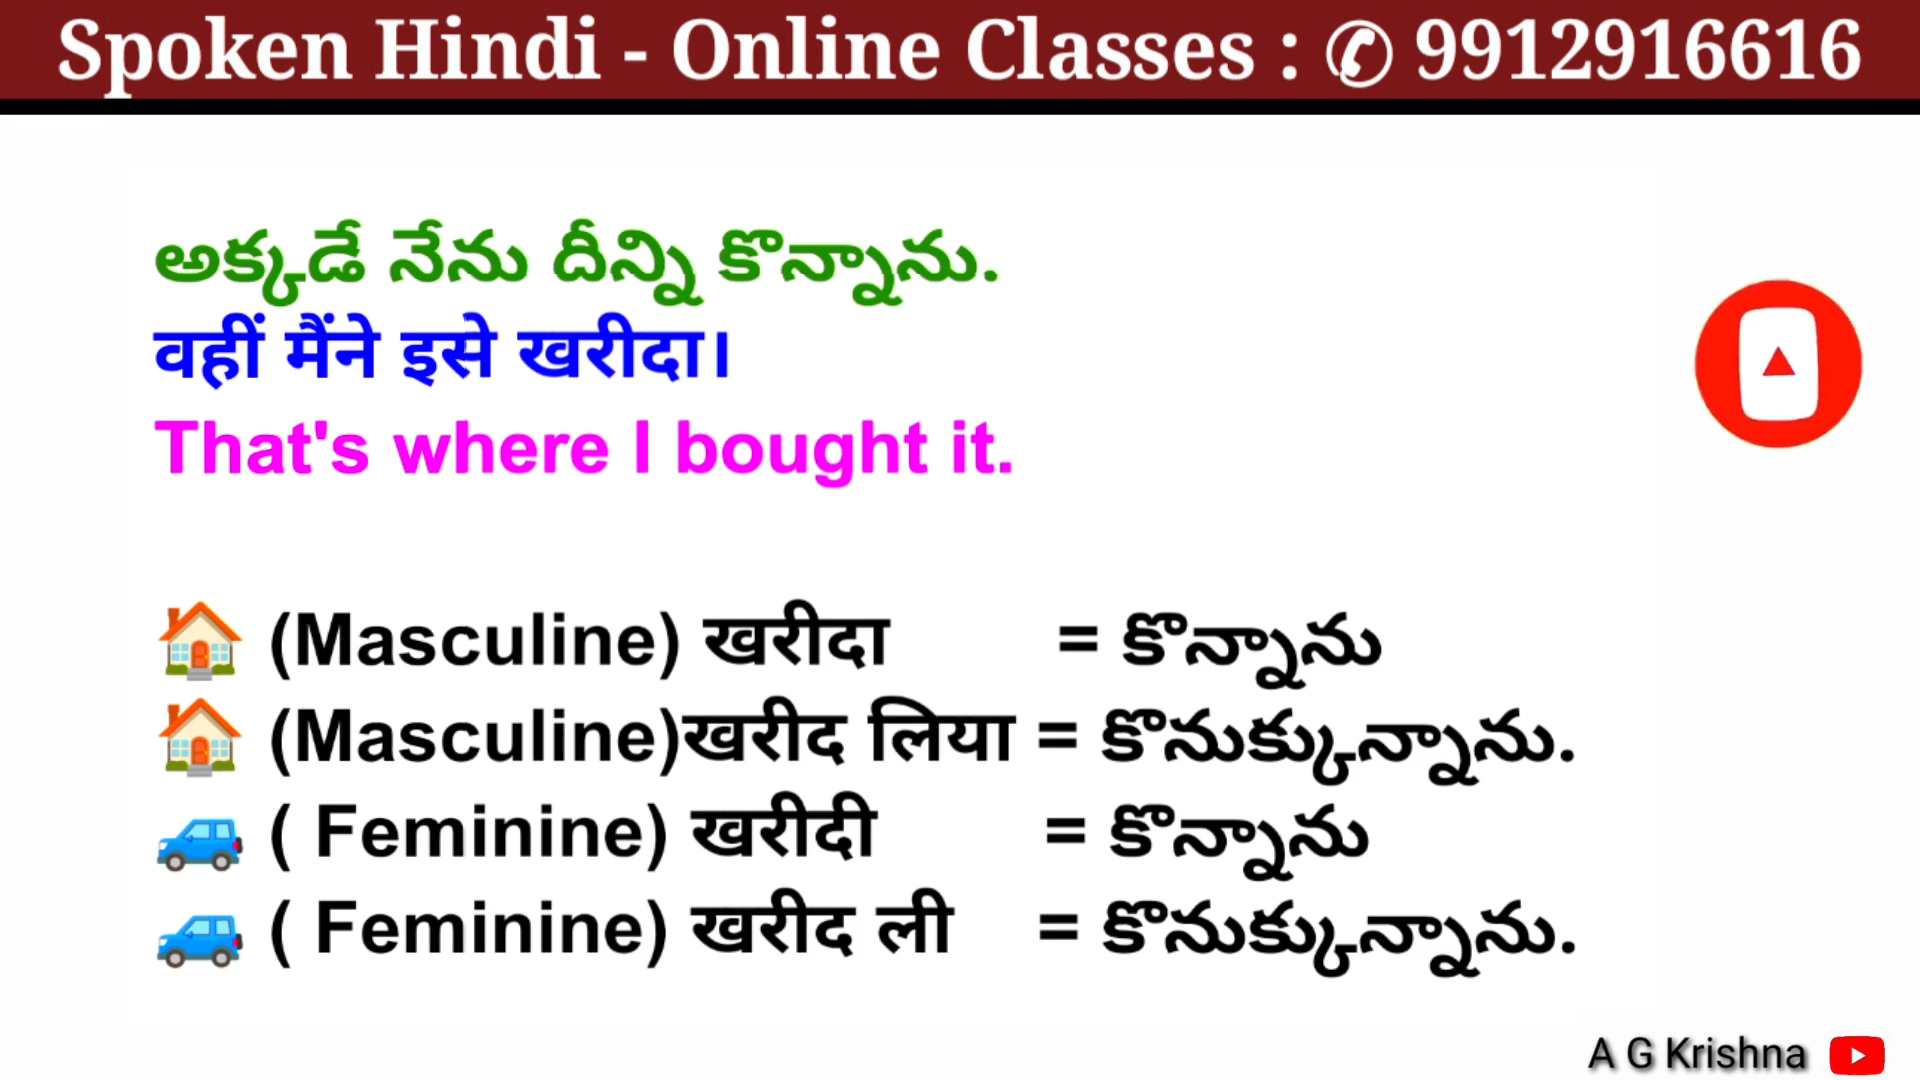 Spoken Hindi - Online Classes : ✆ 9912916616
అక్కడే నేను దీన్ని కొన్నాను.
वहीं मैंने इसे खरीदा।
That's where I bought it.
(Masculine) खरीदा = కొన్నాను
(Masculine)खरीद लिया = కొనుక్కున్నాను.
( Feminine) खरीदी = కొన్నాను
( Feminine) खरीद ली = కొనుక్కున్నాను.
A G Krishna